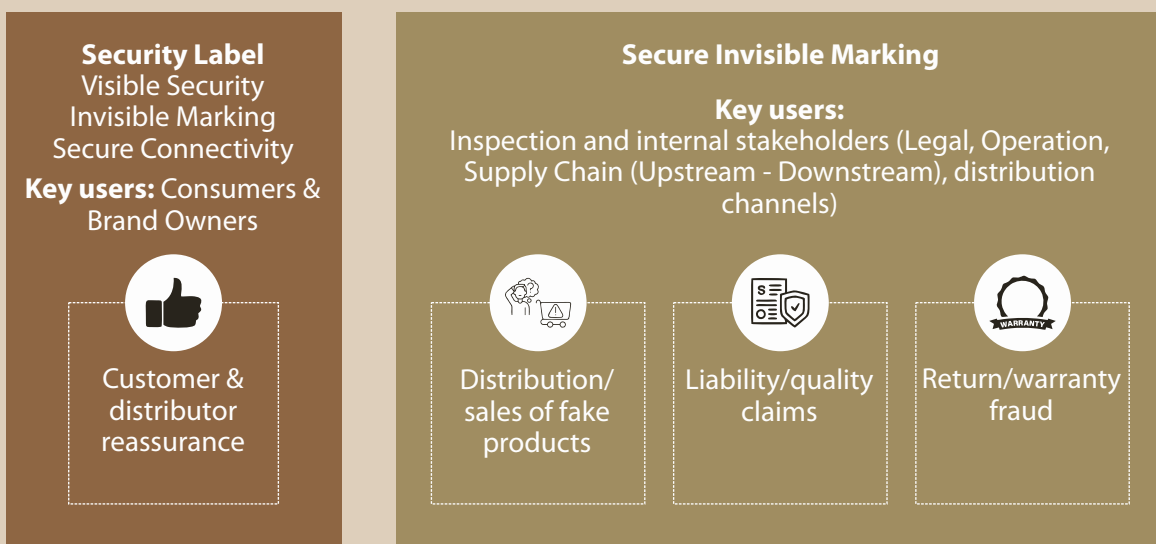 Security Label
Visible Security
Invisible Marking
Secure Connectivity
Key users: Consumers &
Brand Owners
Customer &
distributor
reassurance
Secure Invisible Marking
Key users:
Inspection and internal stakeholders (Legal, Operation,
Supply Chain (Upstream - Downstream), distribution
channels)
?
Distribution/
sales of fake
products
S
Liability/quality
claims
WARRANTY
Return/warranty
fraud